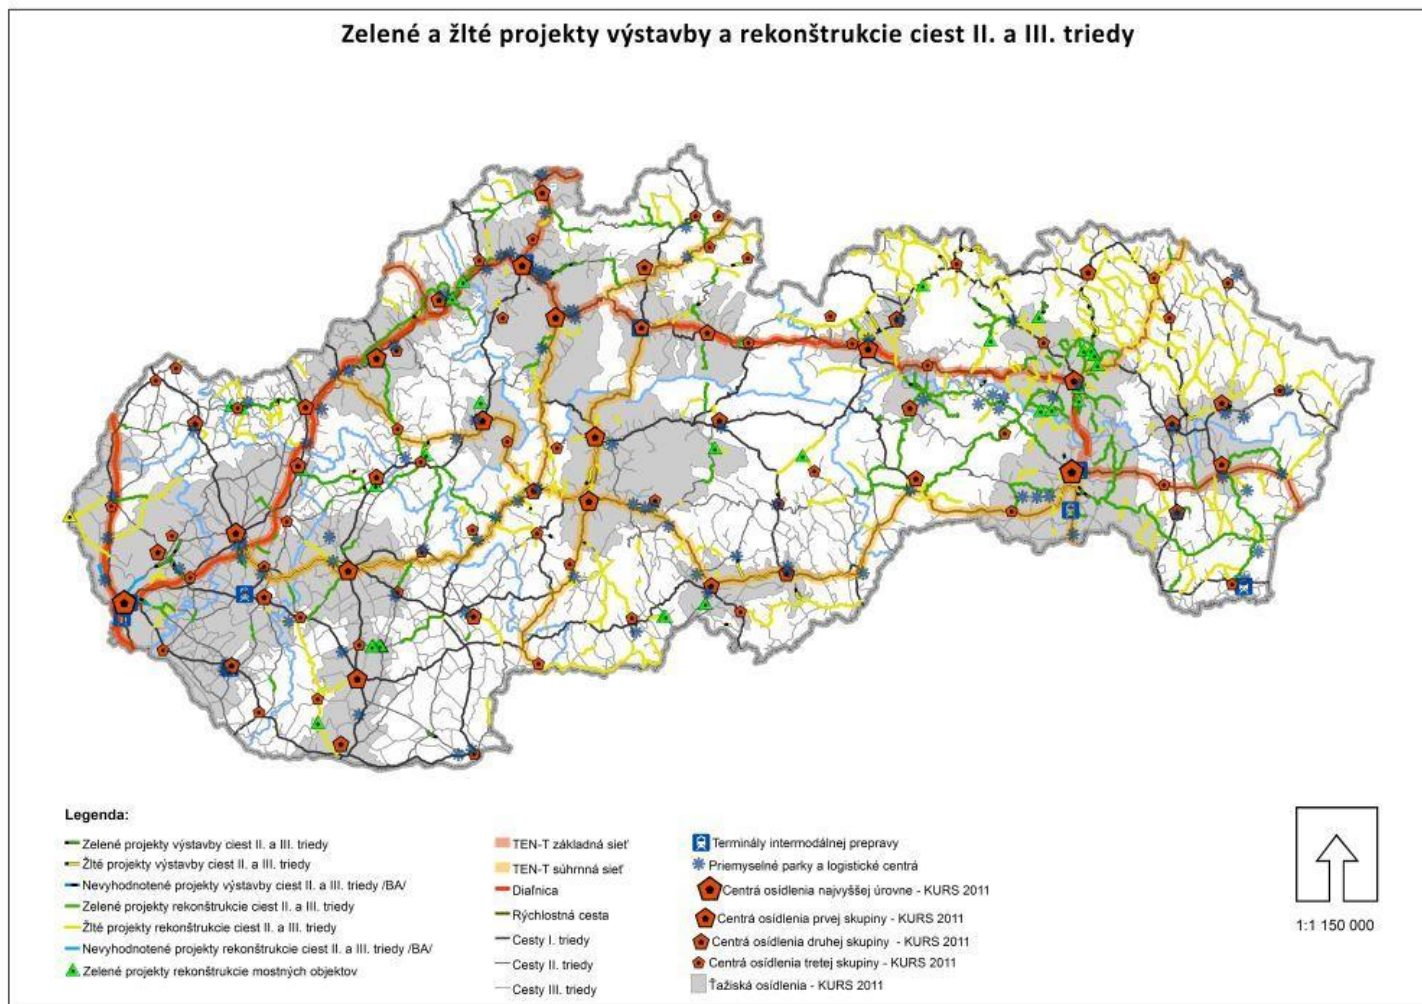 Zelené a žlté projekty výstavby a rekonštrukcie ciest II. a III. triedy
Legenda:
Zelené projekty výstavby ciest II. a III. triedy
Žlté projekty výstavby ciest II. a III. triedy
Nevyhodnotené projekty výstavby ciest II. a III. triedy /BA/
Zelené projekty rekonštrukcie ciest II. a III. triedy
Žlté projekty rekonštrukcie ciest II. a III. triedy
Nevyhodnotené projekty rekonštrukcie ciest II. a III. triedy /BA/
Zelené projekty rekonštrukcie mostných objektov
TEN-T základná sieť
TEN-T súhrnná sieť
Diaľnica
Rýchlostná cesta
Cesty I. triedy
Cesty II. triedy
Cesty III. triedy
Terminály intermodálnej prepravy
Priemyselné parky a logistické centrá
Centrá osídlenia najvyššej úrovne - KURS 2011
Centrá osídlenia prvej skupiny - KURS 2011
Centrá osídlenia druhej skupiny - KURS 2011
Centrá osídlenia tretej skupiny - KURS 2011
Ťažiská osídlenia - KURS 2011
1:1 150 000